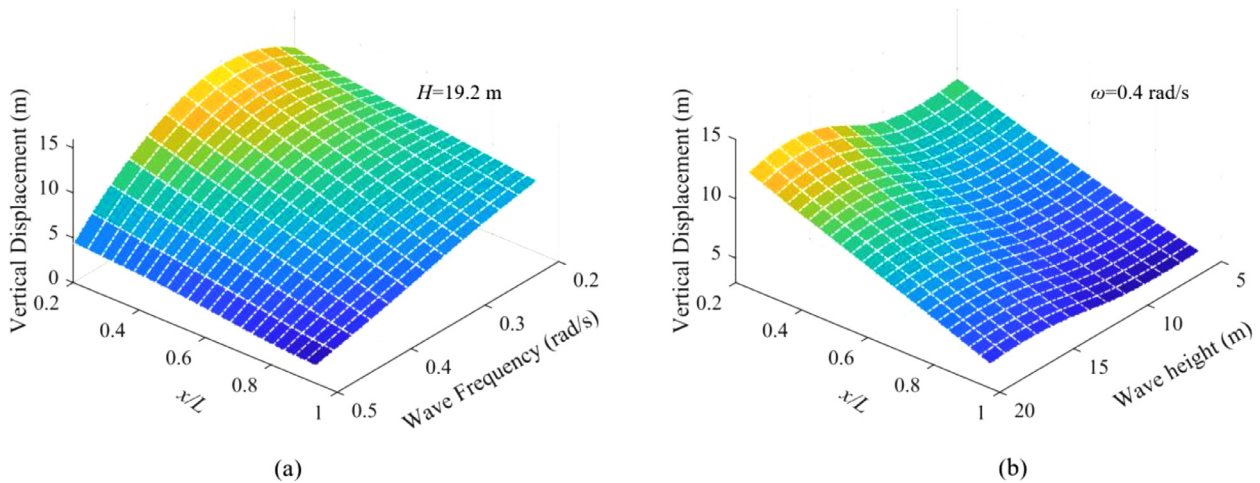 H=19.2 m
Vertical Displacement (m)
15
10
5
0
0.2
0.4
0.6
0.8
1
x/L
0.2
0.3
0.4
0.5
Wave Frequency (rad/s)
(a)
ω=0.4 rad/s
Vertical Displacement (m)
15
10
5
0.2
0.4
0.6
0.8
1
x/L
5
10
15
20
Wave height (m)
(b)